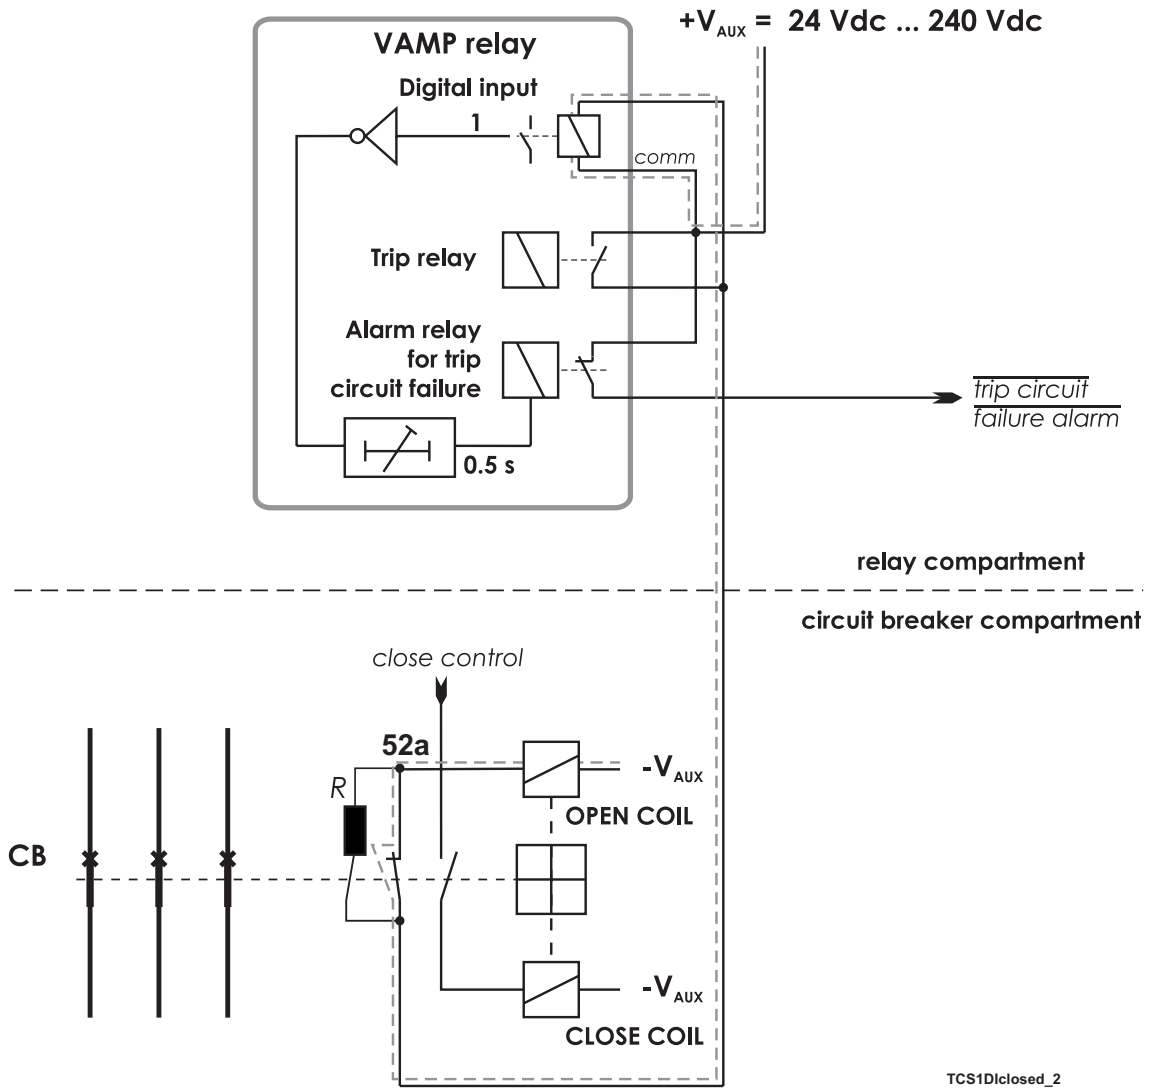 +VAUX = 24 Vdc ... 240 Vdc
VAMP relay
Digital input
1
comm
Trip relay
Alarm relay
for trip
circuit failure
0.5 s
trip circuit
failure alarm
relay compartment
circuit breaker compartment
close control
52a
R
-VAUX
OPEN COIL
CB
-VAUX
CLOSE COIL
TCS1DIclosed_2